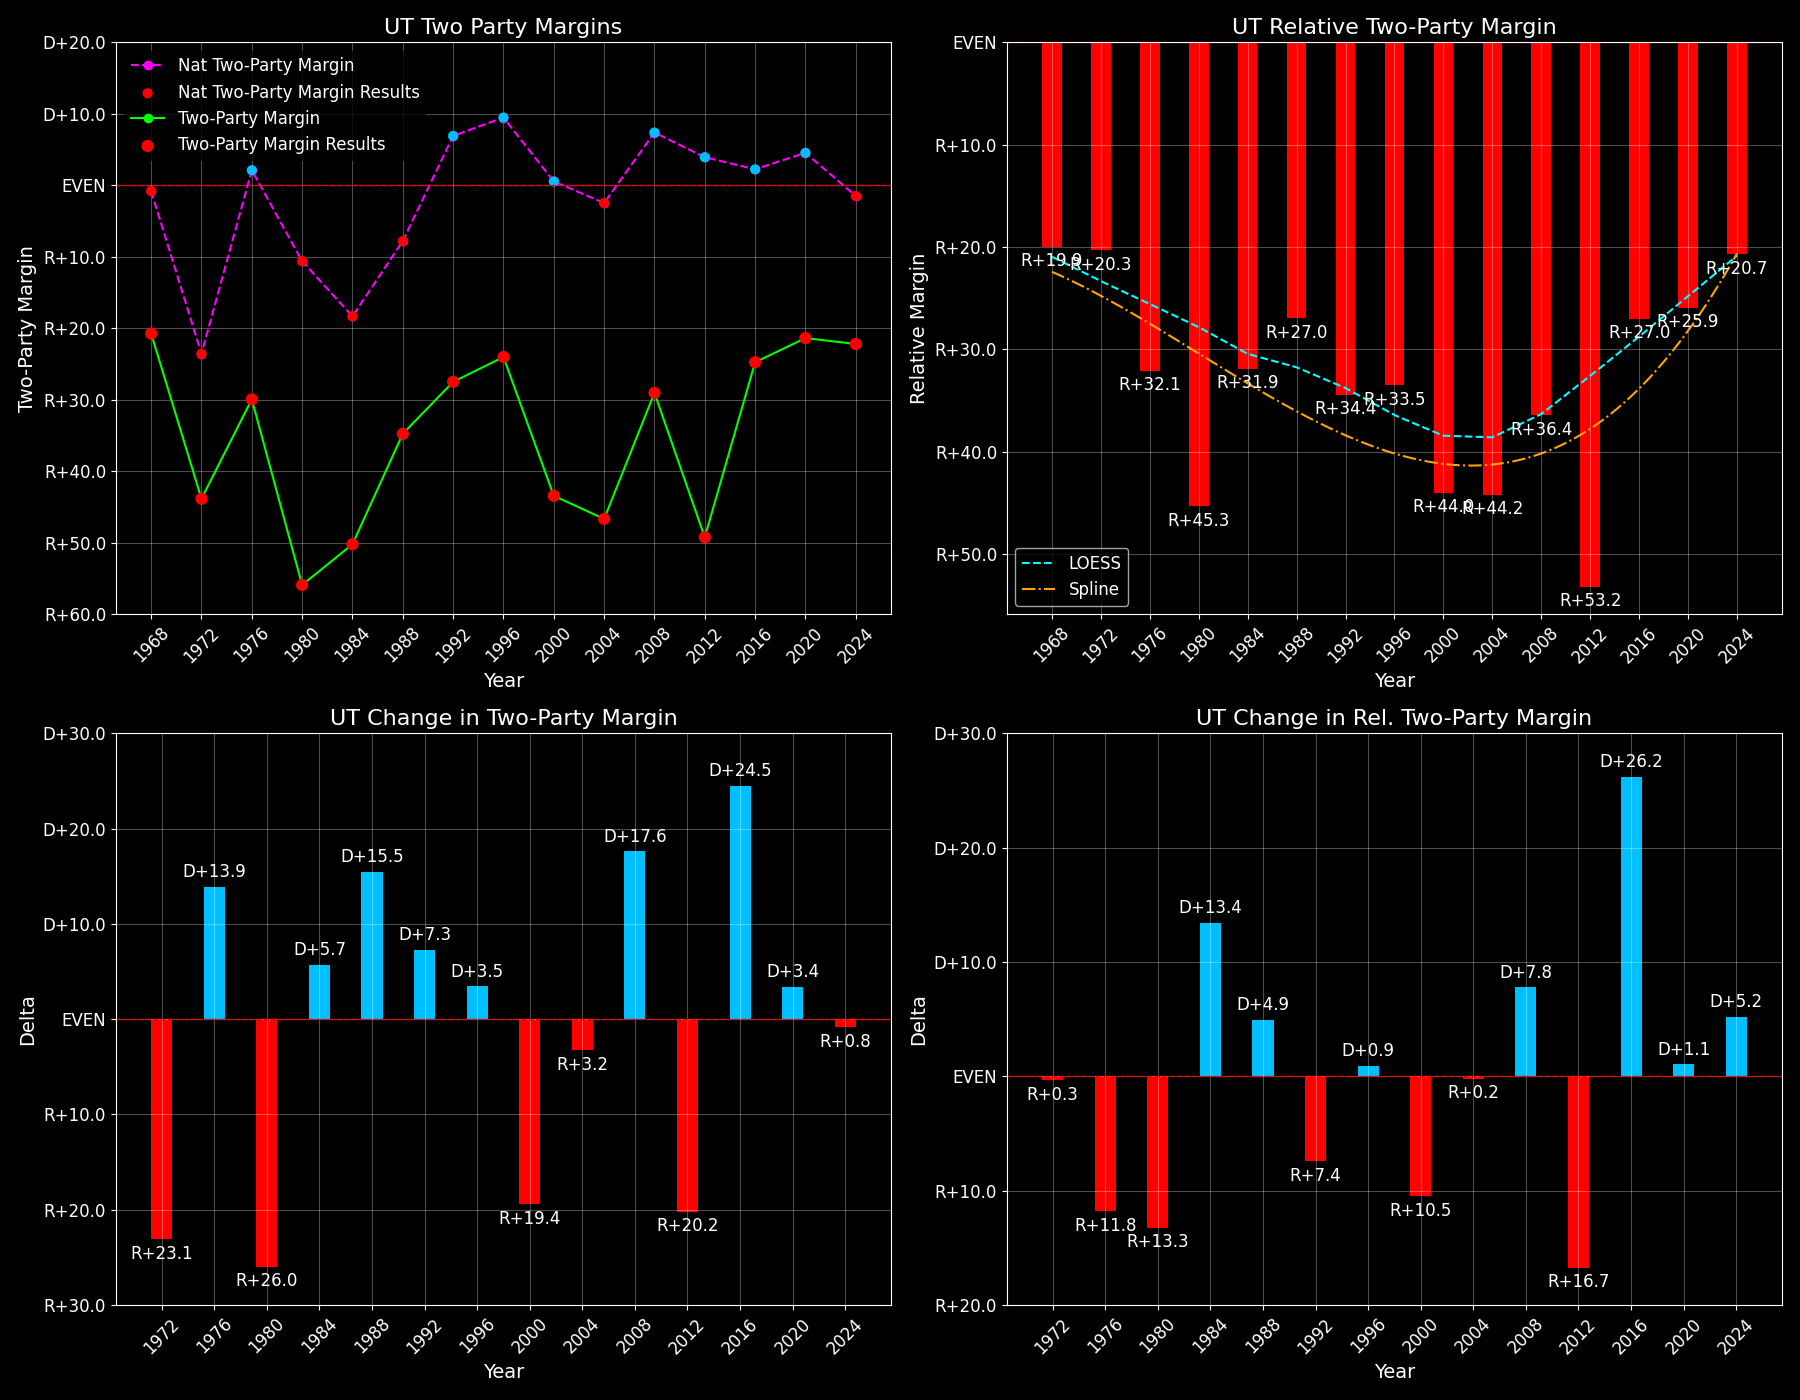 UT Two Party Margins
D+20.0
D+10.0
EVEN
R+10.0
R+20.0
R+30.0
R+40.0
R+50.0
R+60.0
Two-Party Margin
Nat Two-Party Margin
Nat Two-Party Margin Results
Two-Party Margin
Two-Party Margin Results
1968 1972 1976 1980 1984 1988 1992 1996 2000 2004 2008 2012 2016 2020 2024
Year
UT Relative Two-Party Margin
EVEN
R+10.0
R+20.0
R+30.0
R+40.0
R+50.0
Relative Margin
R+19.9
R+20.3
R+32.1
R+45.3
R+31.9
R+27.0
R+34.4
R+33.5
R+44.0
R+44.2
R+36.4
R+53.2
R+27.0
R+25.9
R+20.7
LOESS
Spline
1968 1972 1976 1980 1984 1988 1992 1996 2000 2004 2008 2012 2016 2020 2024
Year
UT Change in Two-Party Margin
D+30.0
D+20.0
D+10.0
EVEN
R+10.0
R+20.0
R+30.0
Delta
R+23.1
D+13.9
R+26.0
D+5.7
D+15.5
D+7.3
D+3.5
R+19.4
R+3.2
D+17.6
R+20.2
D+24.5
D+3.4
R+0.8
1972 1976 1980 1984 1988 1992 1996 2000 2004 2008 2012 2016 2020 2024
Year
UT Change in Rel. Two-Party Margin
D+30.0
D+20.0
D+10.0
EVEN
R+10.0
R+20.0
Delta
R+0.3
R+11.8
R+13.3
D+13.4
D+4.9
R+7.4
D+0.9
R+10.5
R+0.2
D+7.8
R+16.7
D+26.2
D+1.1
D+5.2
1972 1976 1980 1984 1988 1992 1996 2000 2004 2008 2012 2016 2020 2024
Year